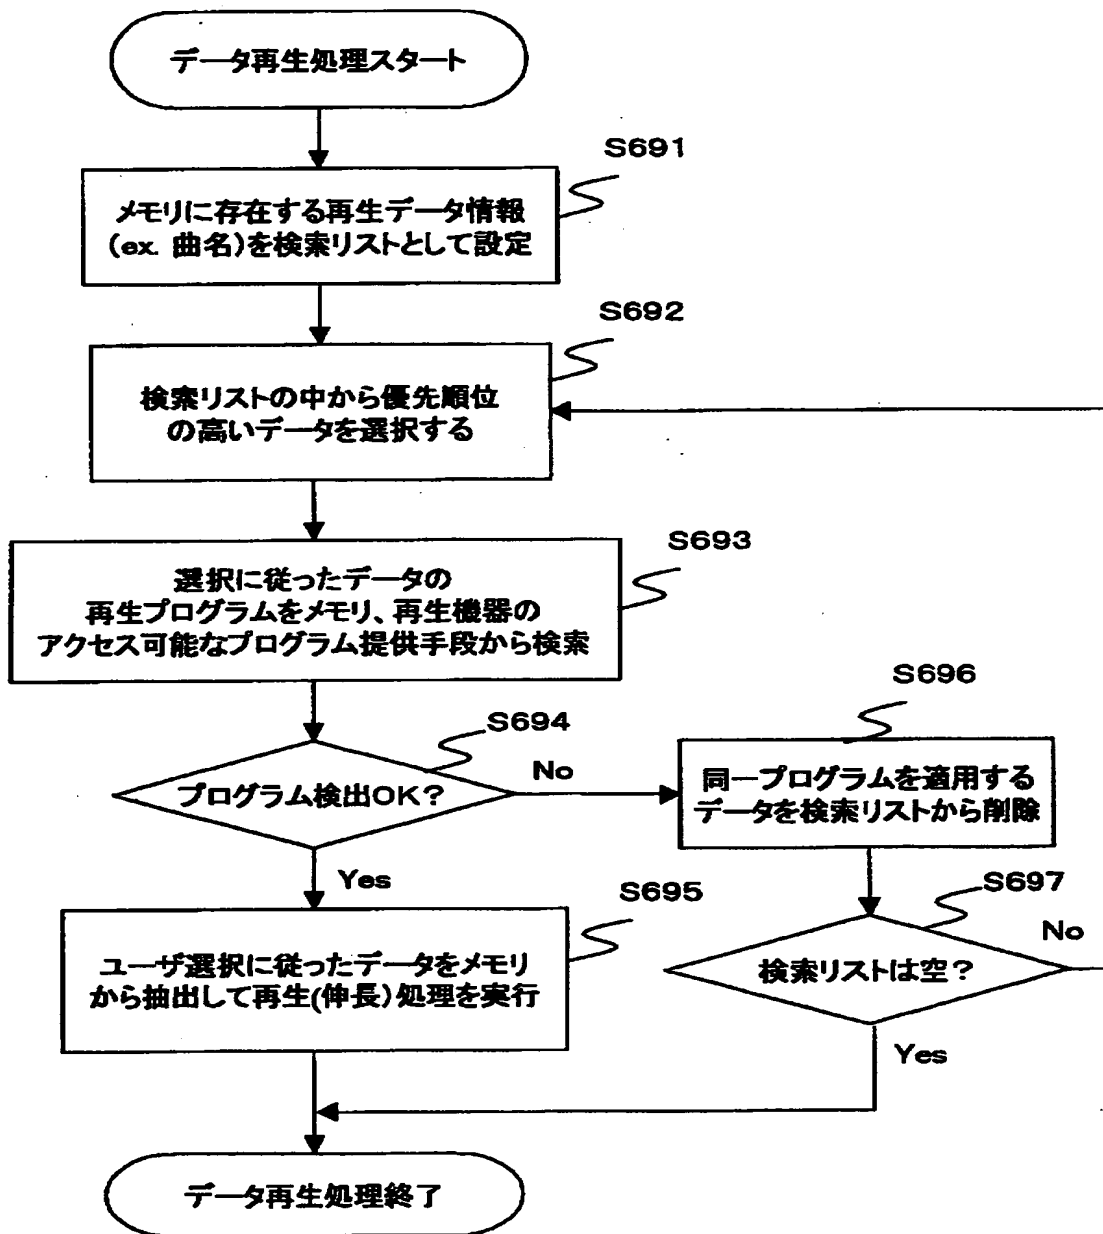 データ再生処理スタート
S691
メモリに存在する再生データ情報
(ex. 曲名)を検索リストとして設定
S692
検索リストの中から優先順位
の高いデータを選択する
S693
選択に従ったデータの
再生プログラムをメモリ、再生機器の
アクセス可能なプログラム提供手段から検索
S694
プログラム検出OK?
No
Yes
S696
同一プログラムを適用する
データを検索リストから削除
S695
ユーザ選択に従ったデータをメモリ
から抽出して再生(伸長)処理を実行
S697
検索リストは空?
No
Yes
データ再生処理終了